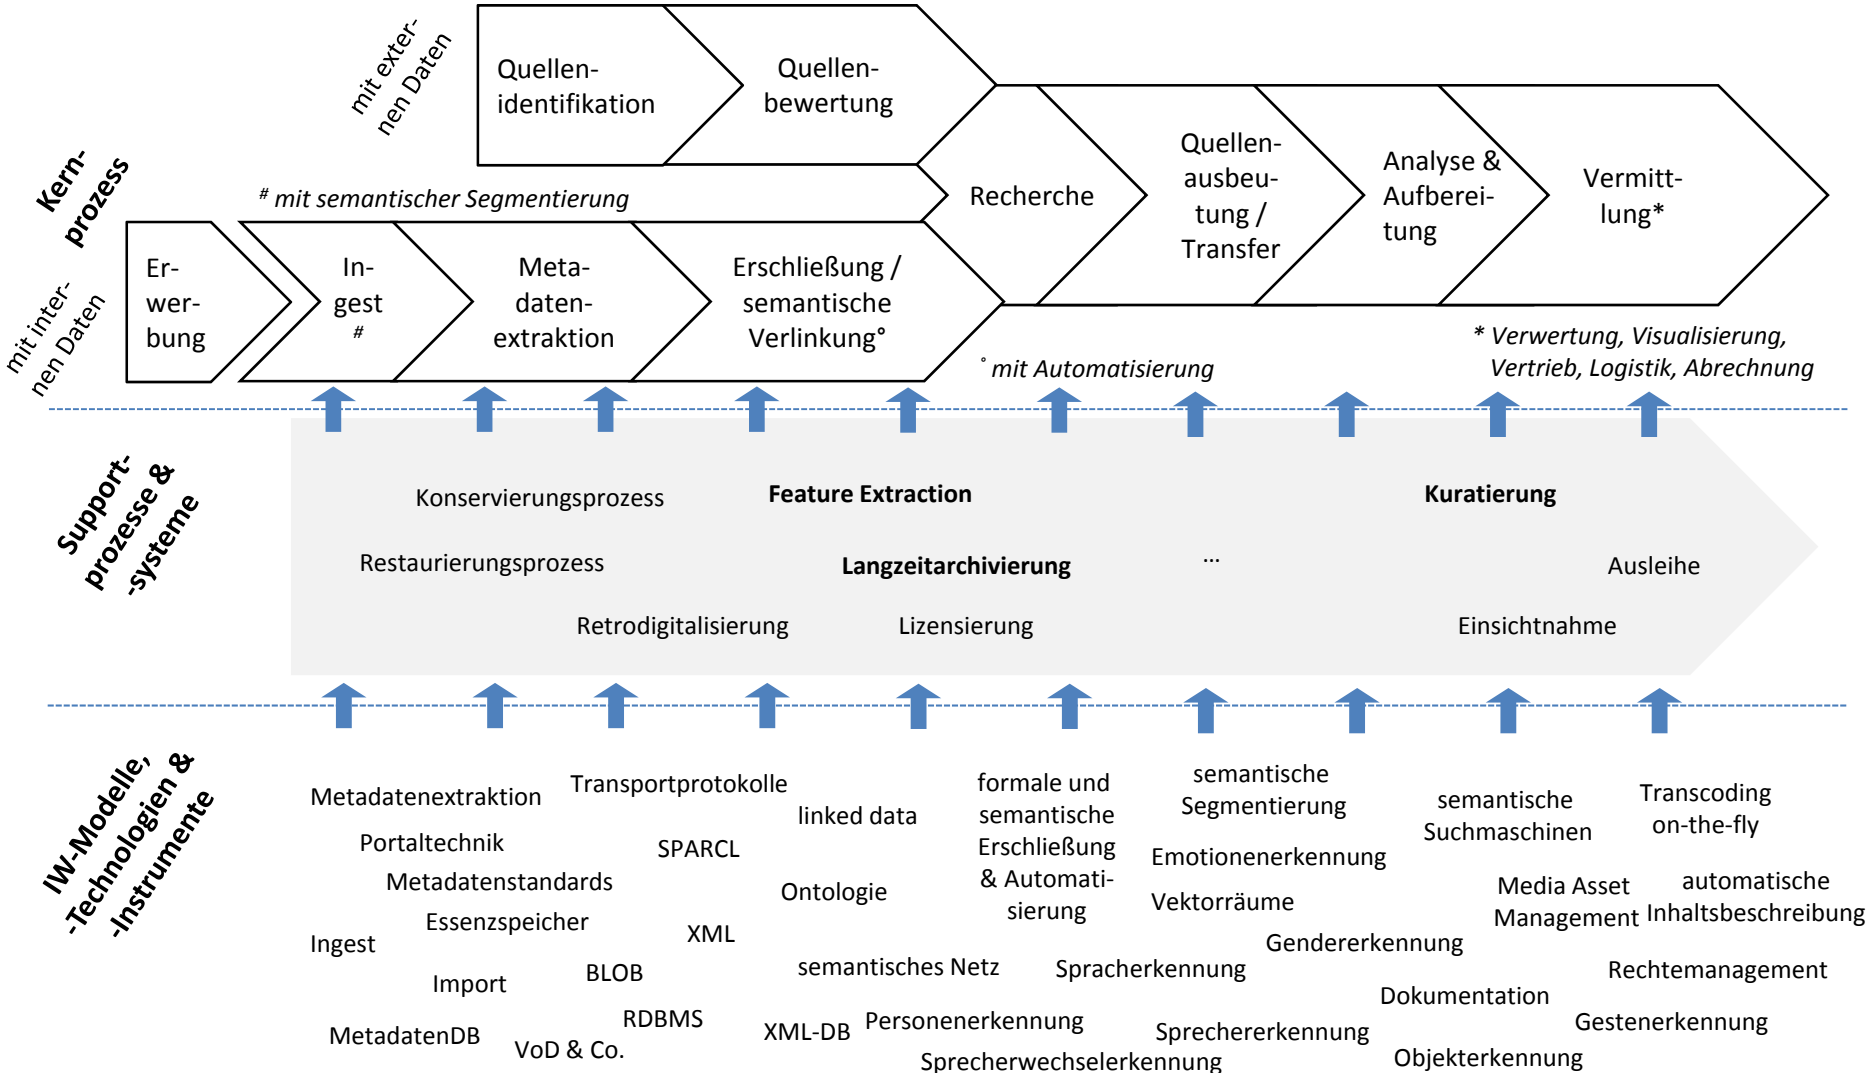 mit exter-
nen Daten
Quellen-
identifikation
Quellen-
bewertung
Kern-
prozess
# mit semantischer Segmentierung
Recherche
Quellen-
ausbeu-
tung /
Transfer
Analyse &
Aufberei-
tung
Vermitt-
lung*
mit inter-
nen Daten
Er-
wer-
bung
In-
gest
#
Meta-
daten-
extraktion
Erschließung /
semantische
Verlinkung°
° mit Automatisierung
* Verwertung, Visualisierung,
Vertrieb, Logistik, Abrechnung
Support-
prozesse &
-systeme
Konservierungsprozess
Feature Extraction
Kuratierung
Restaurierungsprozess
Langzeitarchivierung
...
Ausleihe
Retrodigitalisierung
Lizensierung
Einsichtnahme
IW-Modelle,
-Technologien &
-Instrumente
Metadatenextraktion
Transportprotokolle
linked data
formale und
semantische
Erschließung
& Automati-
sierung
semantische
Segmentierung
semantische
Suchmaschinen
Transcoding
on-the-fly
Portaltechnik
SPARCL
Emotionenerkennung
Metadatenstandards
Ontologie
Vektorräume
Media Asset
Management
automatische
Inhaltsbeschreibung
Essenzspeicher
Ingest
XML
Gendererkennung
Import
BLOB
semantisches Netz
Spracherkennung
Rechtemanagement
Dokumentation
MetadatenDB
RDBMS
XML-DB
Personenerkennung
Sprechererkennung
Gestenerkennung
VoD & Co.
Sprecherwechselerkennung
Objekterkennung